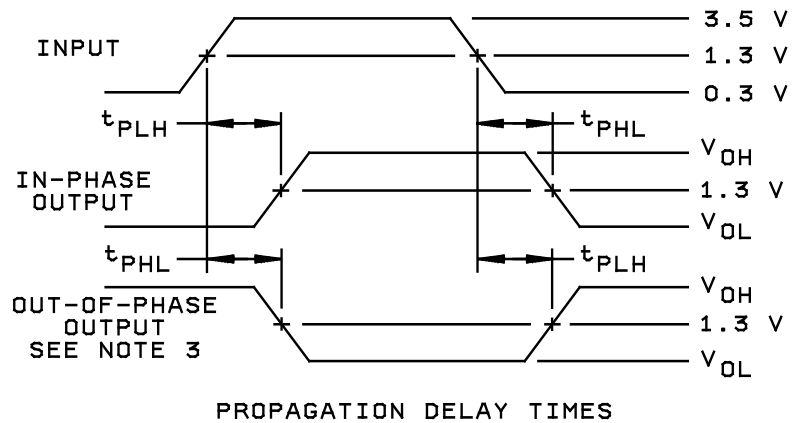 INPUT
3.5 V
1.3 V
0.3 V
tPLH
tPHL
IN-PHASE
OUTPUT
VOH
1.3 V
VOL
tPHL
tPLH
OUT-OF-PHASE
OUTPUT
SEE NOTE 3
VOH
1.3 V
VOL
PROPAGATION DELAY TIMES